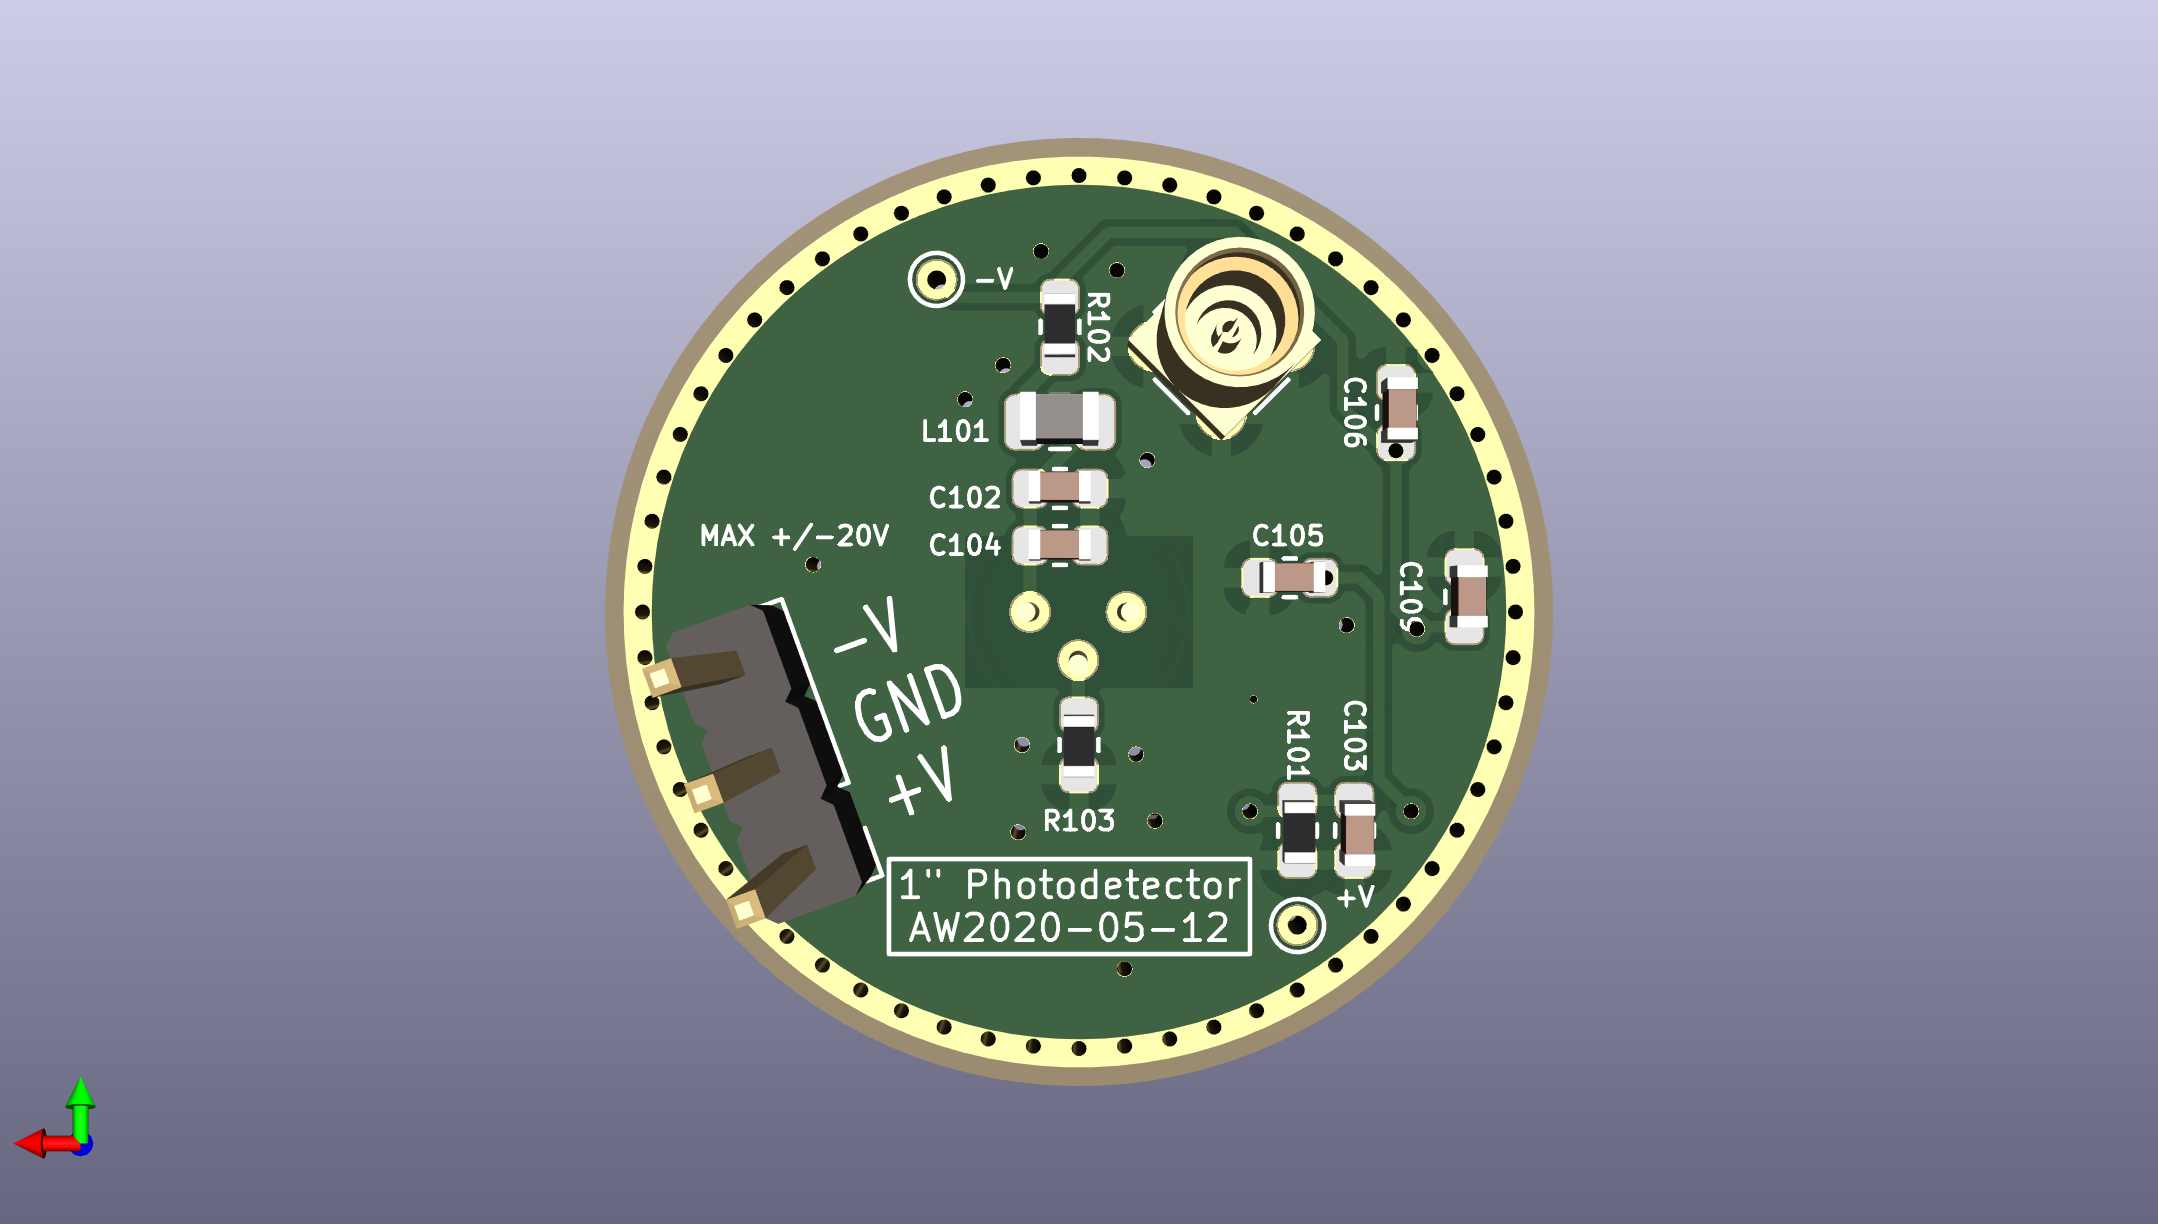 -V
R102
L101
C106
C102
C104
MAX +/-20V
C105
C109
-V
GND
+V
R101
C103
R103
+V
1" Photodetector
AW2020-05-12